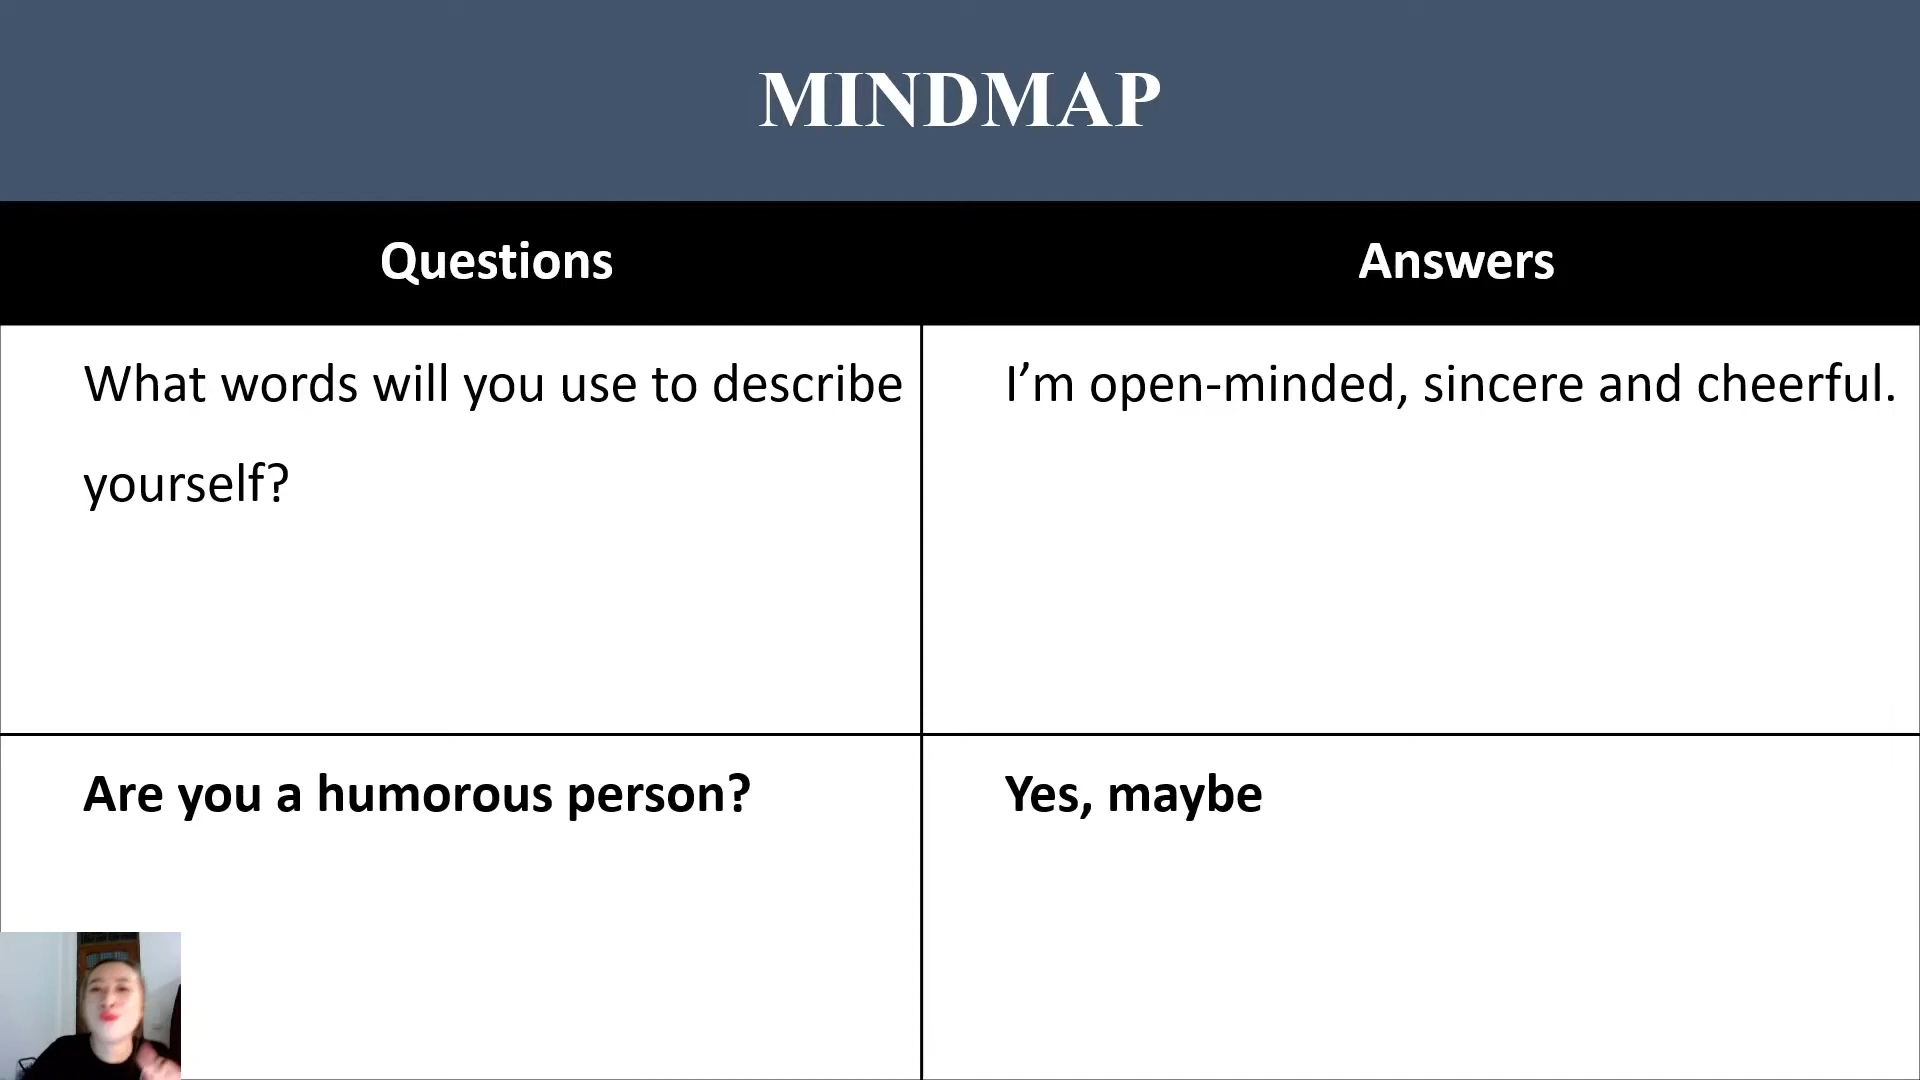 MINDMAP
Questions
Answers
What words will you use to describe
yourself?
I’m open-minded, sincere and cheerful.
Are you a humorous person?
Yes, maybe